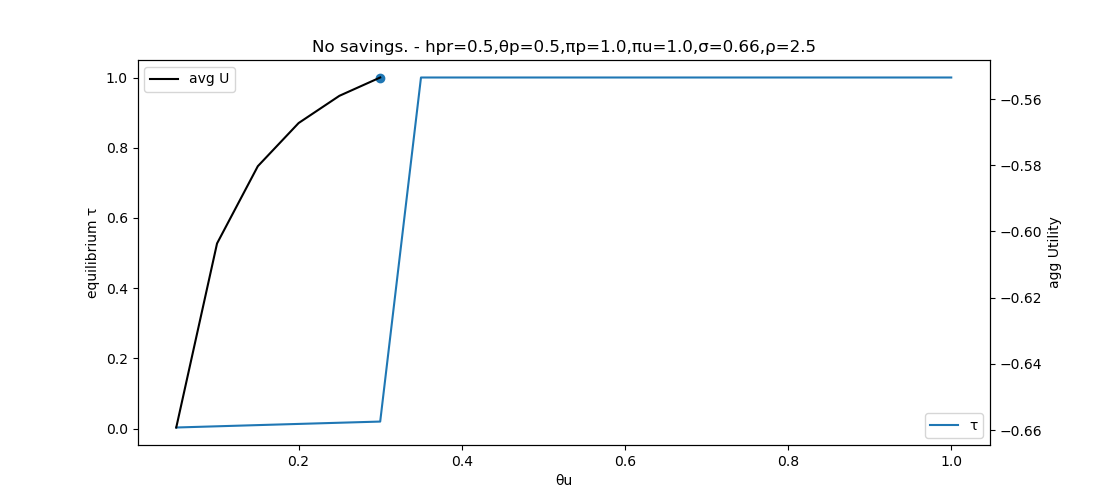 No savings. - hpr=0.5,θp=0.5,πp=1.0,πu=1.0,σ=0.66,ρ=2.5
avg U
1.0
0.8
0.6
0.4
0.2
0.0
equilibrium τ
−0.56
−0.58
−0.60
−0.62
−0.64
−0.66
agg Utility
τ
0.2
0.4
0.6
0.8
1.0
θu